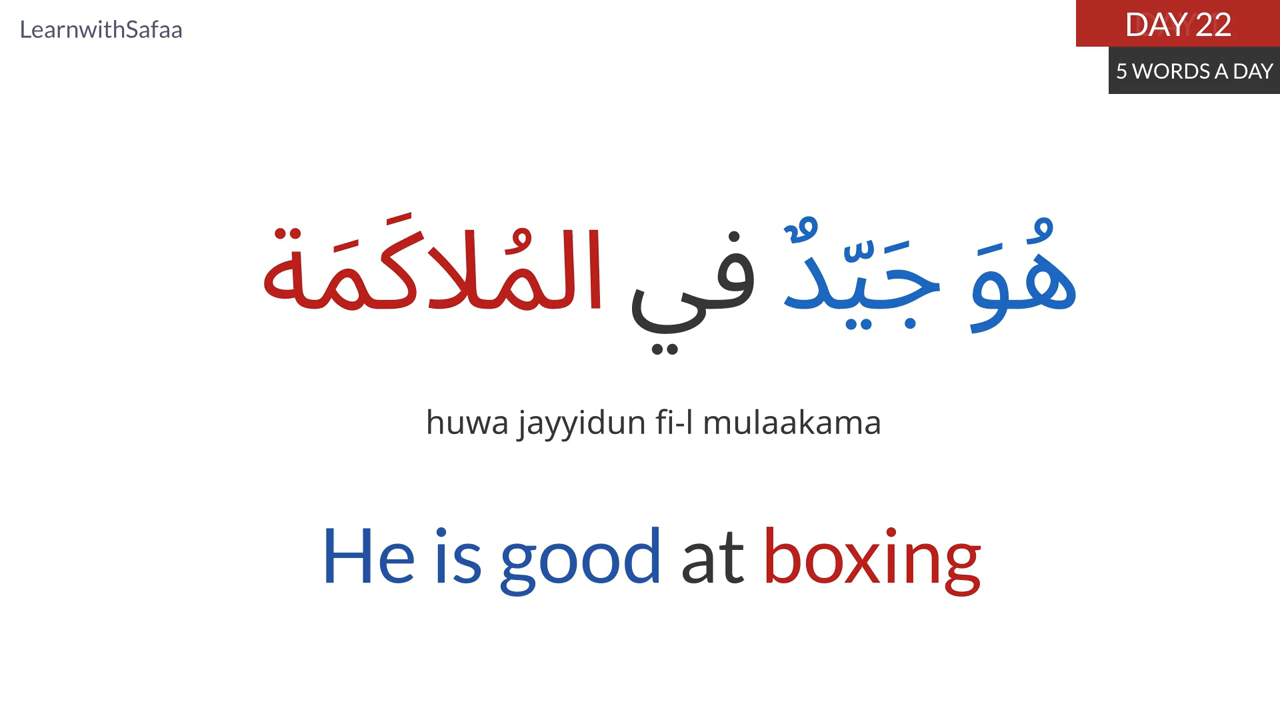 LearnwithSafaa
DAY 22
5 WORDS A DAY
هُوَ جَيّدٌ في المُلاكَمَة
huwa jayyidun fi-l mulaakama
He is good at boxing